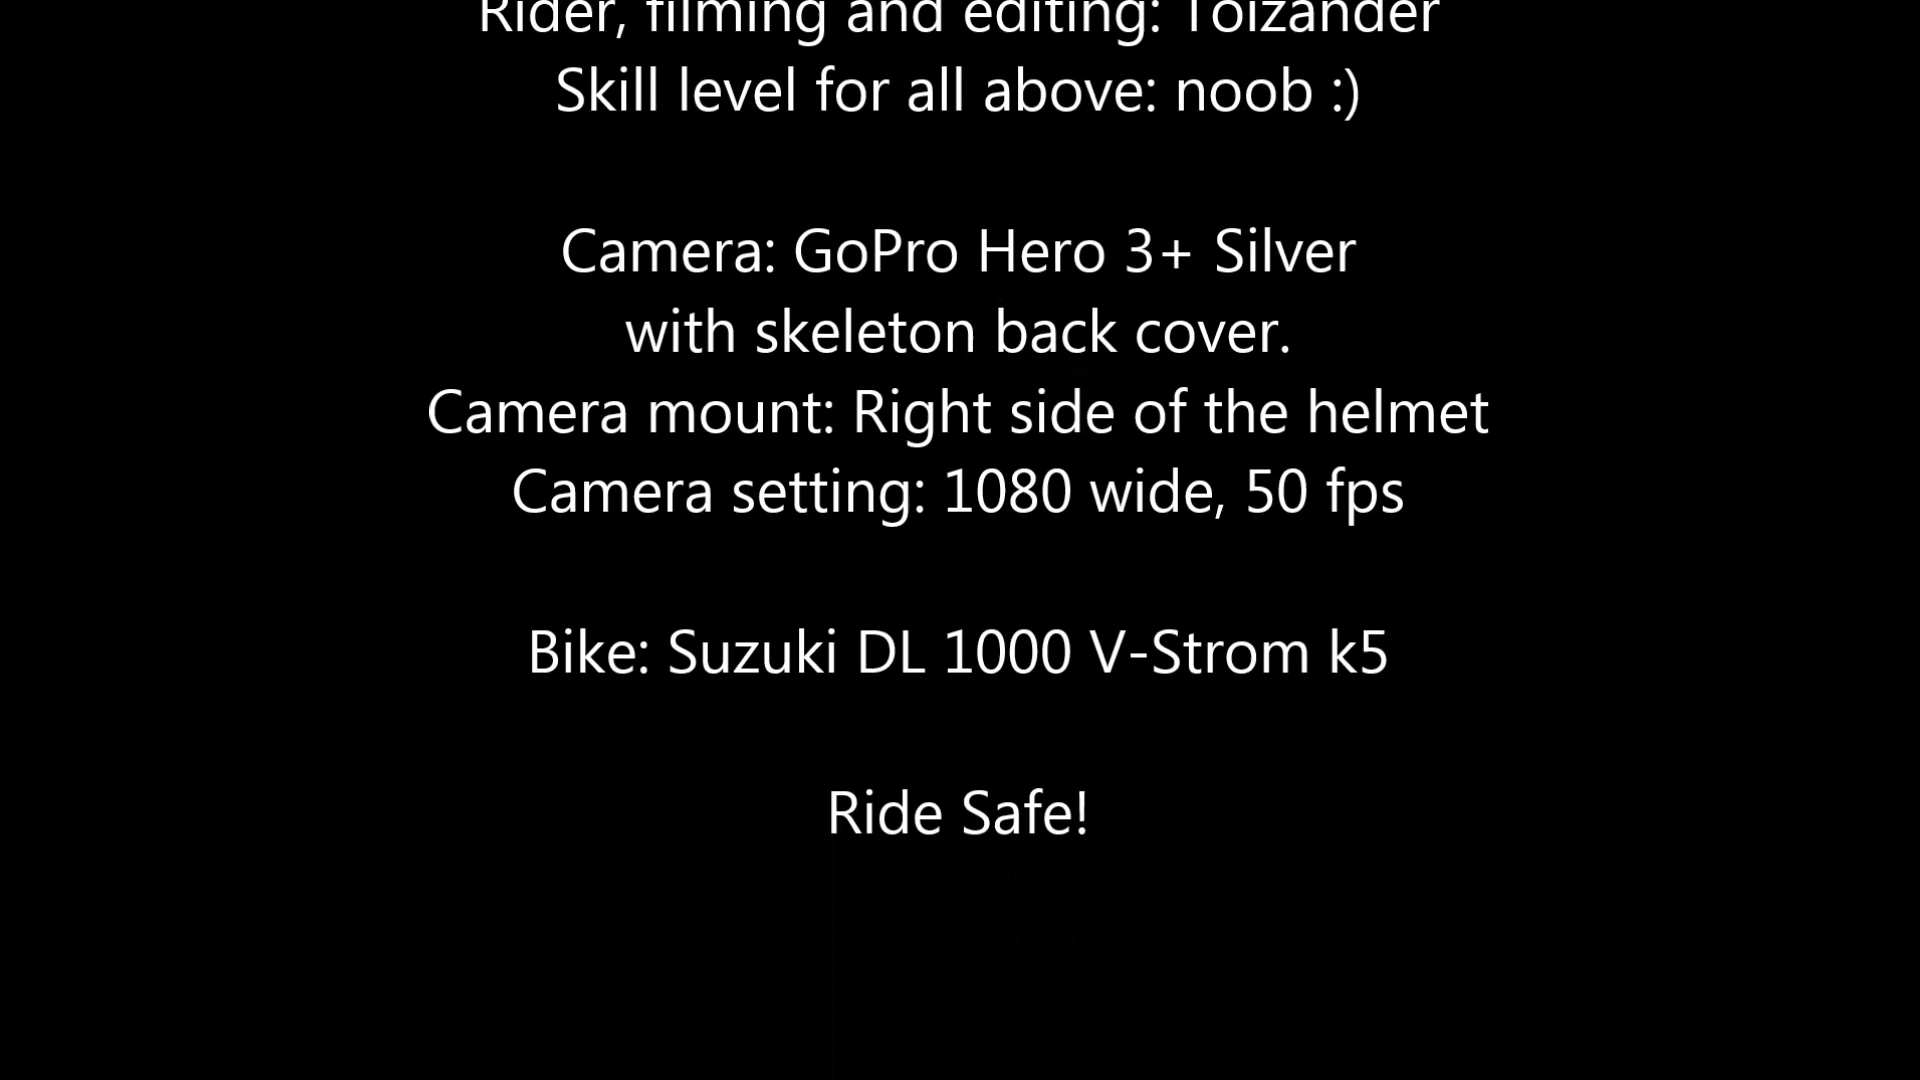 Rider, filming and editing: Toizander
Skill level for all above: noob :)
Camera: GoPro Hero 3+ Silver
with skeleton back cover.
Camera mount: Right side of the helmet
Camera setting: 1080 wide, 50 fps
Bike: Suzuki DL 1000 V-Strom k5
Ride Safe!